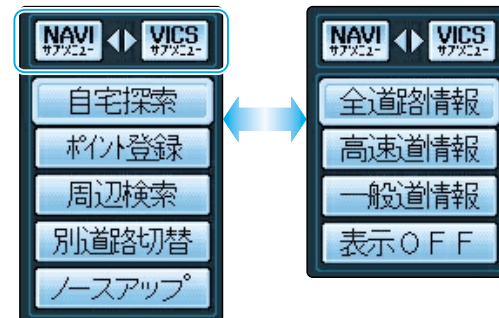 NAVI VICS
サブメニュー サブメニュー
自宅探索
ポイント登録
周辺検索
別道路切替
ノースアップ
NAVI VICS
サブメニュー サブメニュー
全道路情報
高速道情報
一般道情報
表示OFF